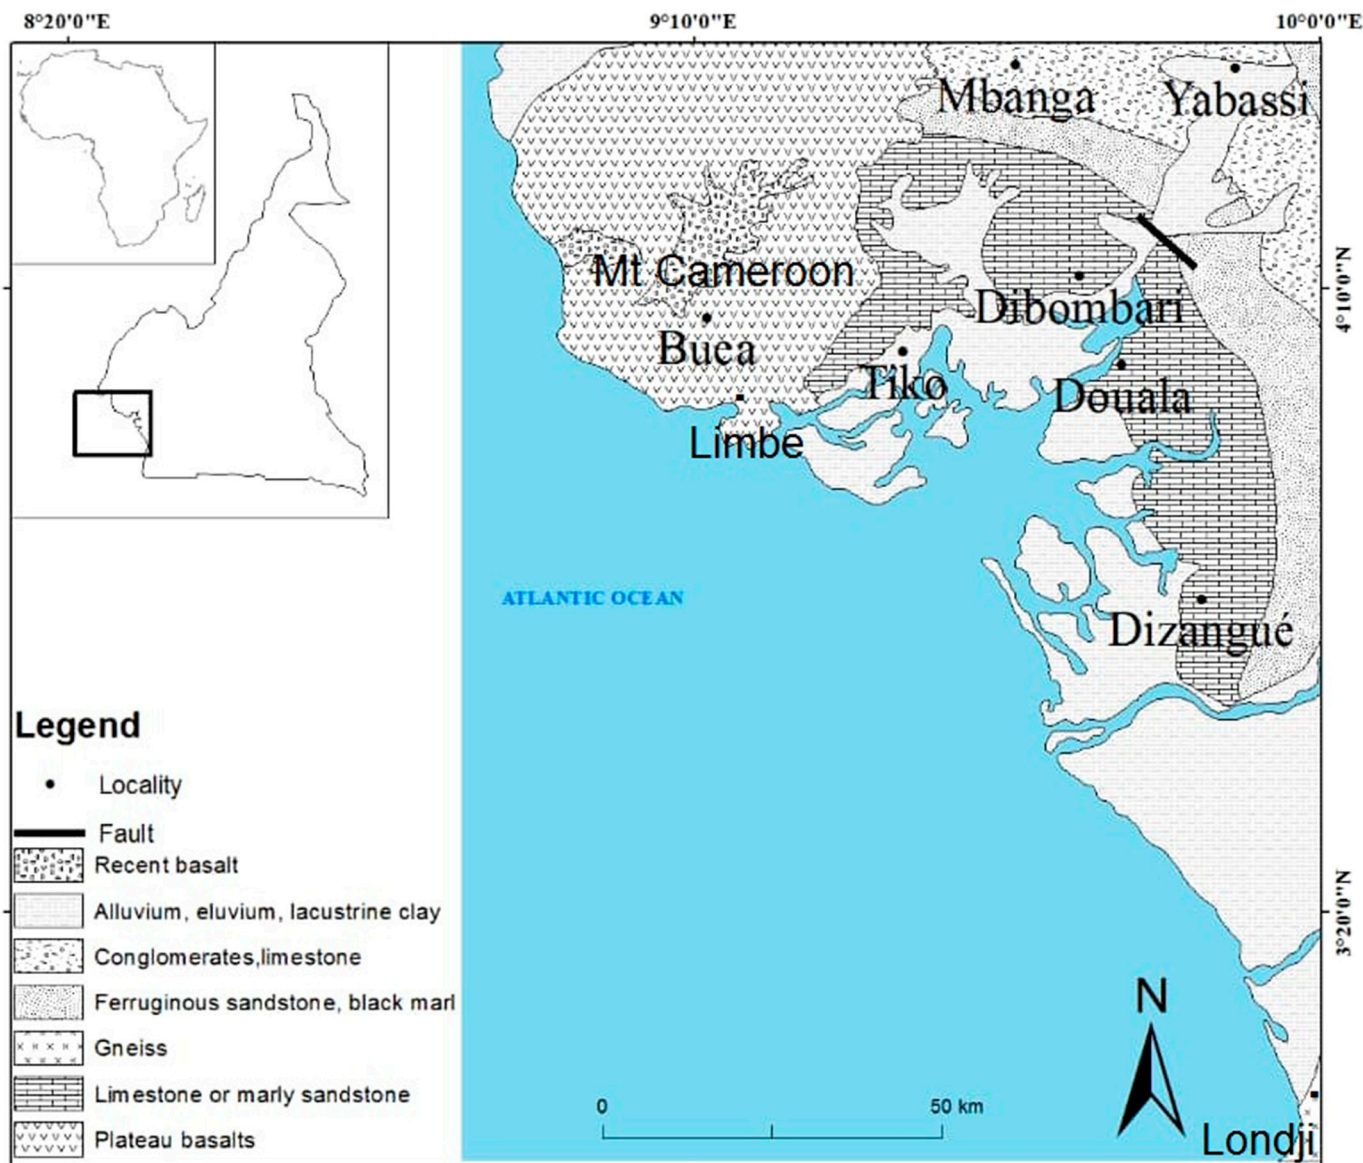 8°20'0"E
9°10'0"E
10°0'0"E
Mbanga
Yabassi
Mt Cameroon
4°10'0"N
Dibombari
Buea
Tiko
Douala
Limbe
ATLANTIC OCEAN
Dizangué
Legend
Locality
Fault
Recent basalt
Alluvium, eluvium, lacustrine clay
3°20'0"N
Conglomerates,limestone
Ferruginous sandstone, black marl
N
Gneiss
Limestone or marly sandstone
0 50 km
Plateau basalts
Londji